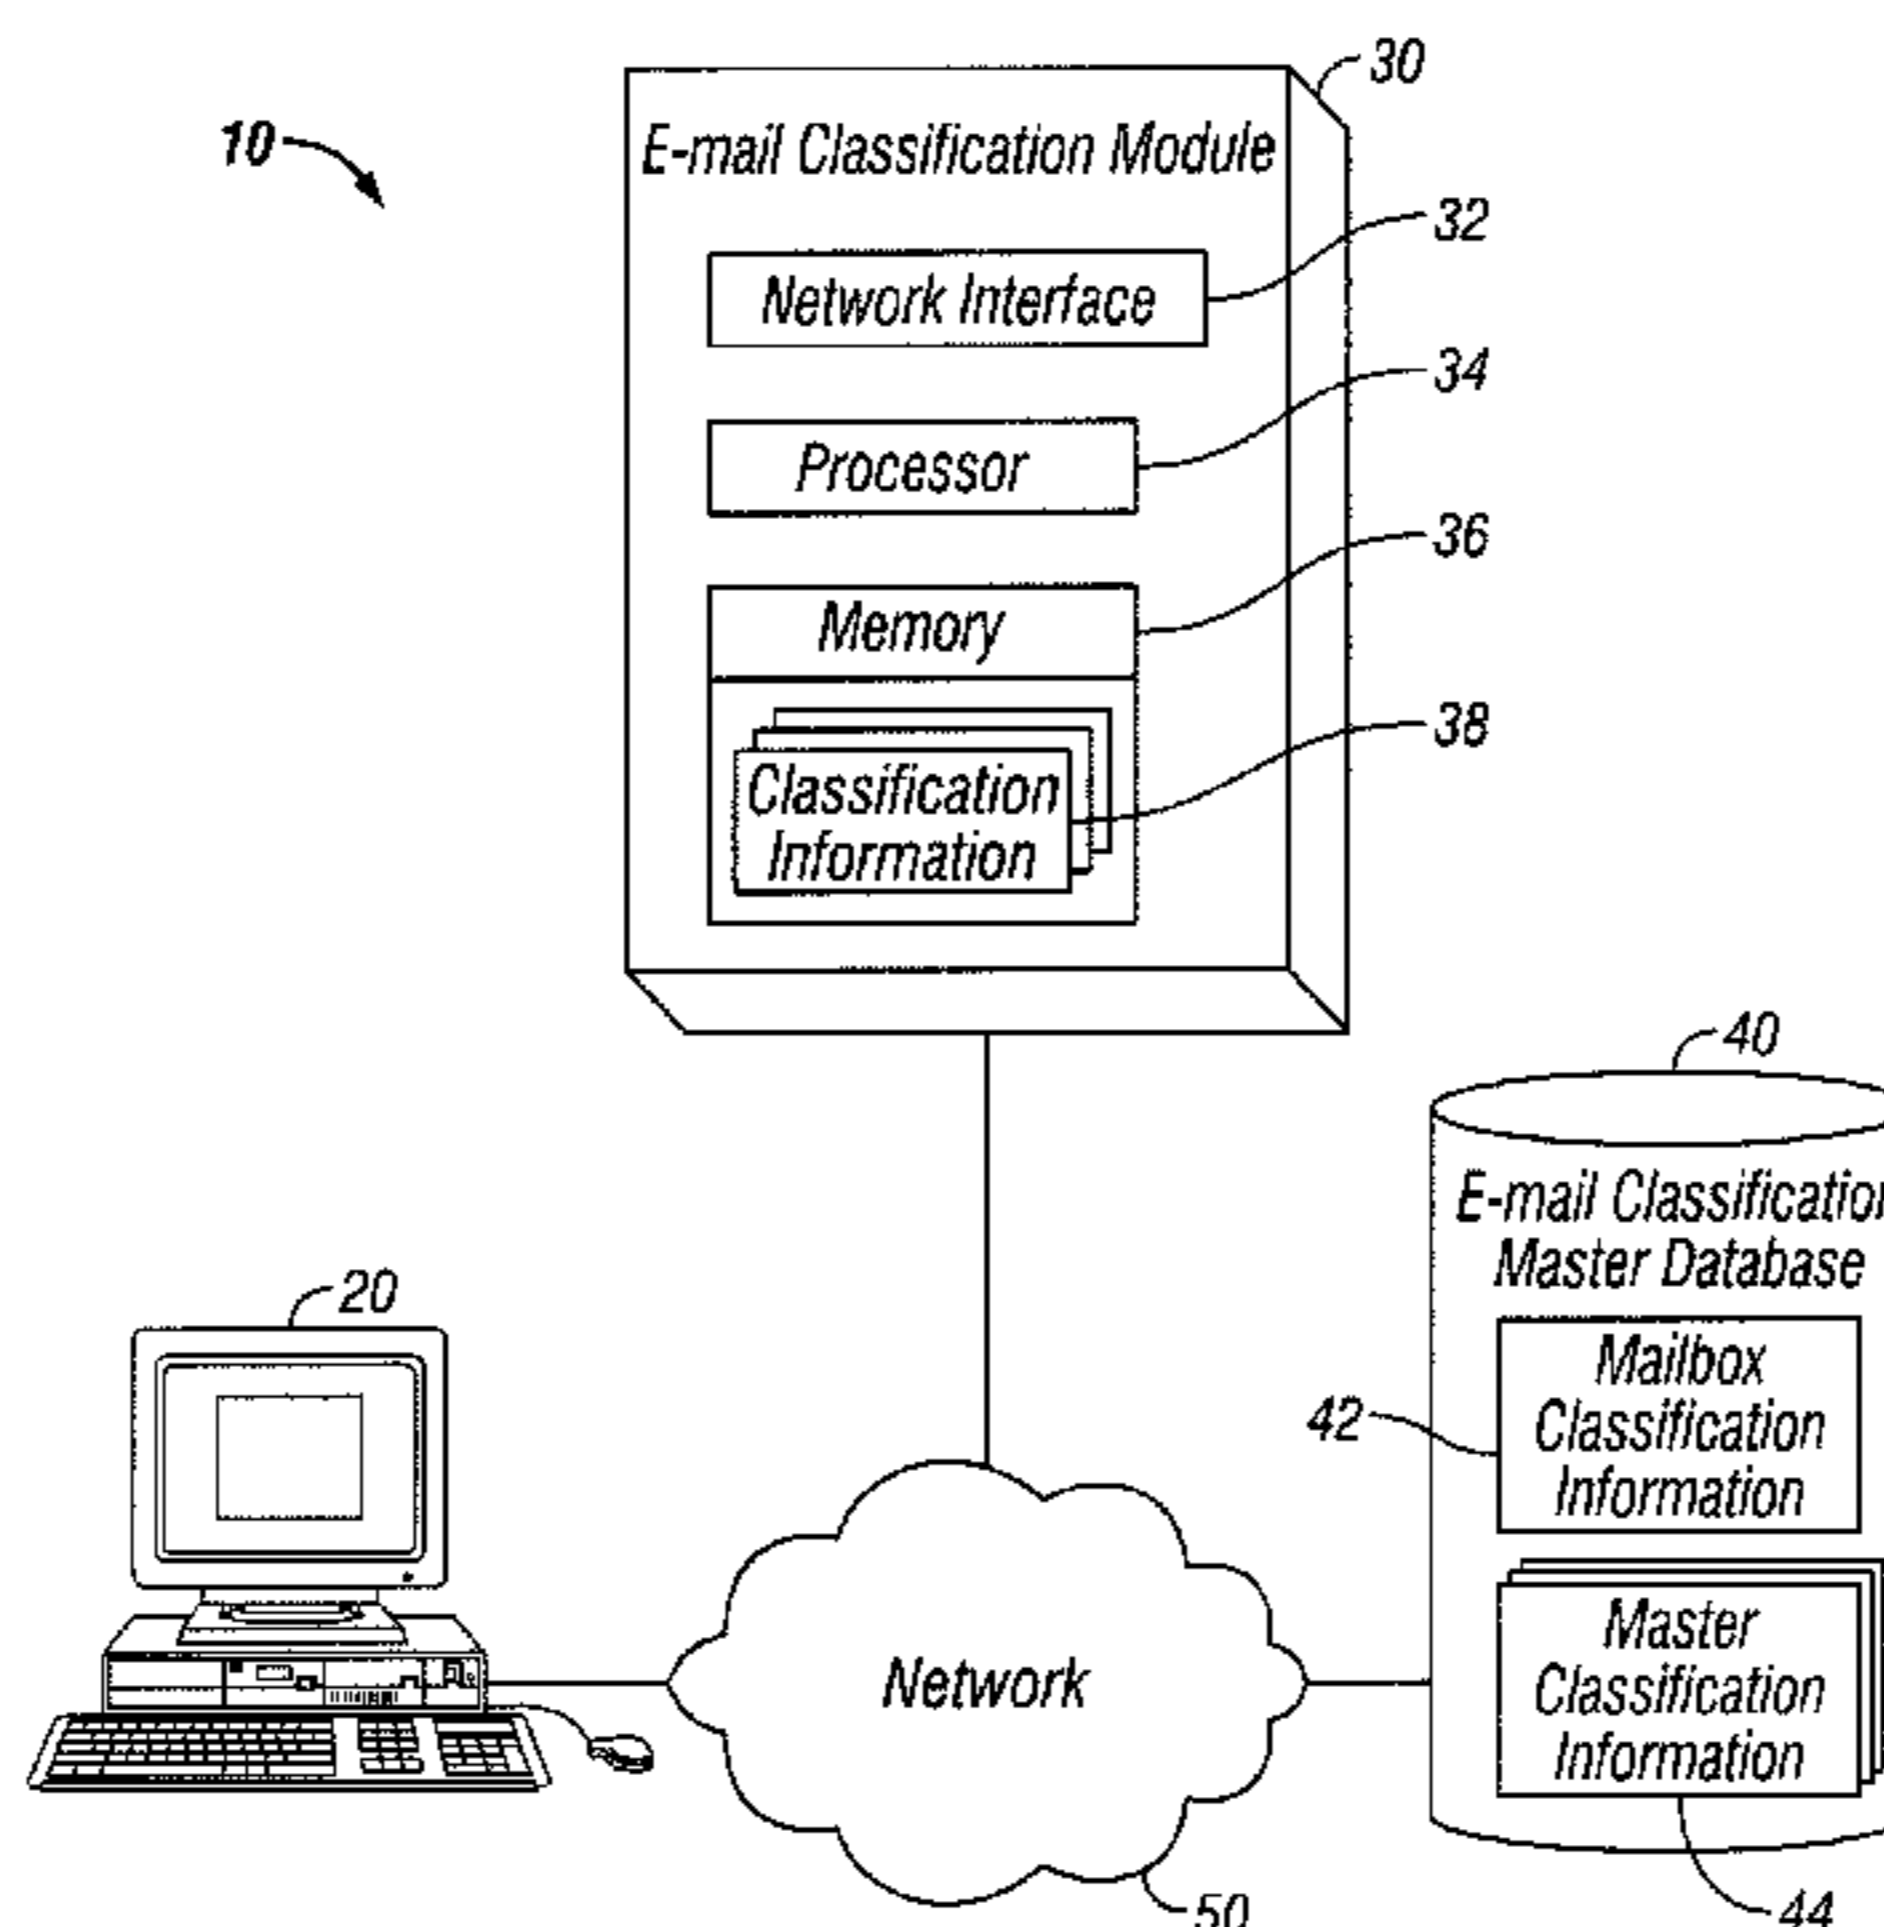 10
30
E-mail Classification Module
32
Network Interface
34
Processor
36
Memory
38
Classification
Information
40
E-mail Classification
Master Database
20
Mailbox
42
Classification
Information
Master
Network
Classification
Information
50
44